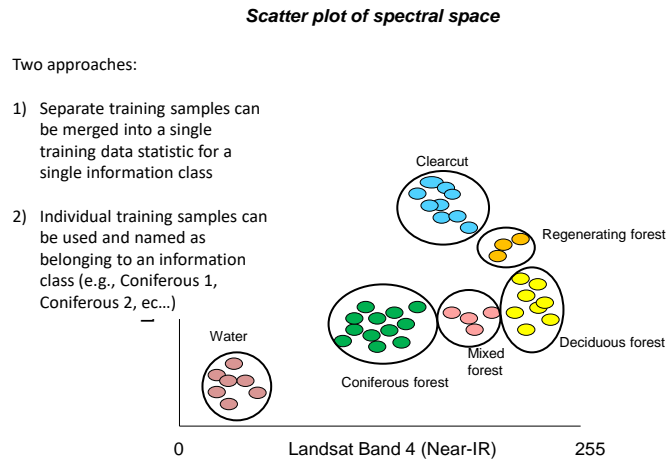 Scatter plot of spectral space
Two approaches:
1) Separate training samples can
be merged into a single
training data statistic for a
single information class
2) Individual training samples can
be used and named as
belonging to an information
class (e.g., Coniferous 1,
Coniferous 2, ec...)
Clearcut
Regenerating forest
Water
Coniferous forest
Mixed
forest
Deciduous forest
0
Landsat Band 4 (Near-IR)
255